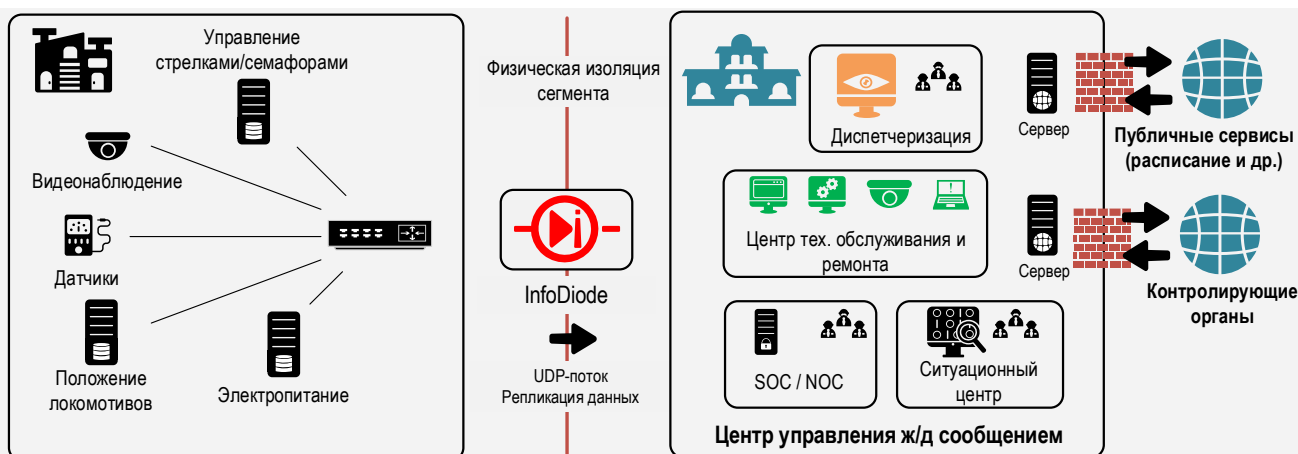 Управление
стрелками/семафорами
Видеонаблюдение
Датчики
Положение
локомотивов
Электропитание
Физическая изоляция
сегмента
InfoDiode
UDP-поток
Репликация данных
Диспетчеризация
Центр тех. обслуживания и
ремонта
SOC / NOC
Ситуационный
центр
Центр управления ж/д сообщением
Сервер
Публичные сервисы
(расписание и др.)
Сервер
Контролирующие
органы